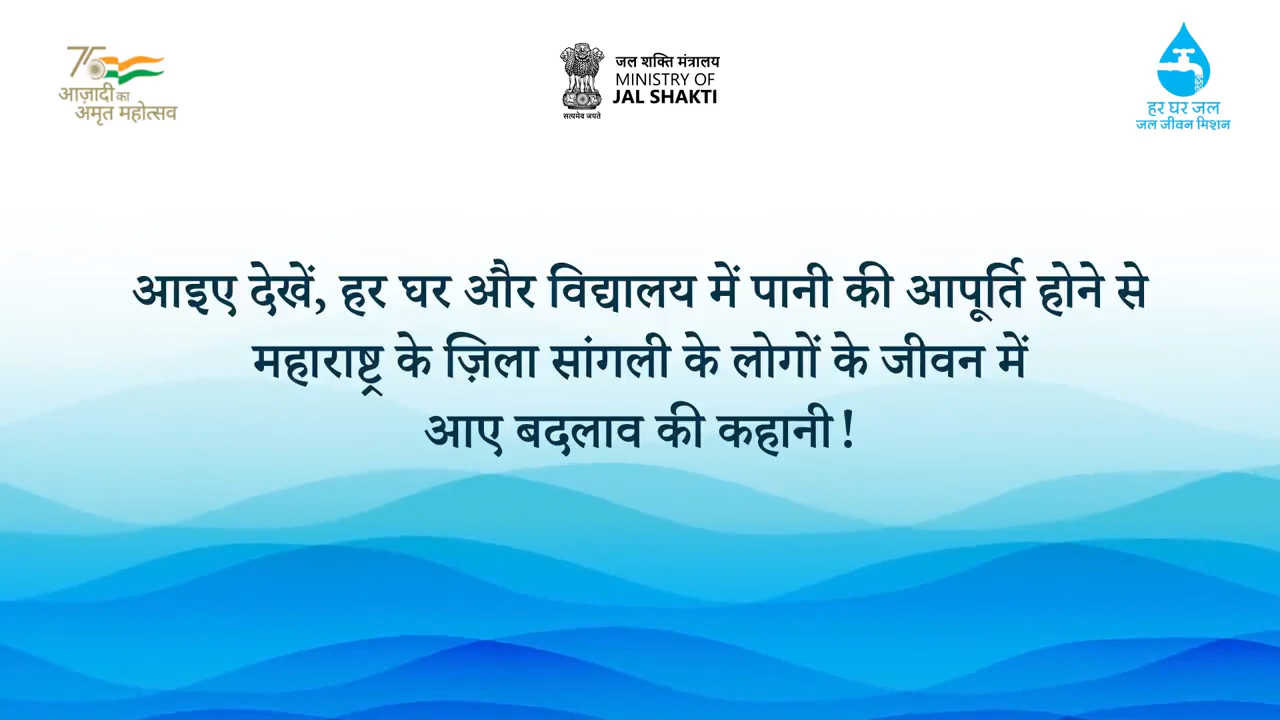 75
आज़ादी का
अमृत महोत्सव
जल शक्ति मंत्रालय
MINISTRY OF
JAL SHAKTI
सत्यमेव जयते
हर घर जल
जल जीवन मिशन
आइए देखें, हर घर और विद्यालय में पानी की आपूर्ति होने से
महाराष्ट्र के ज़िला सांगली के लोगों के जीवन में
आए बदलाव की कहानी!